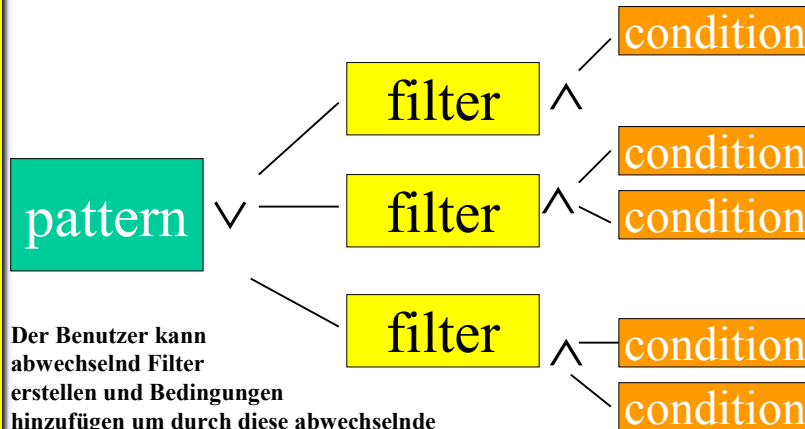 condition
filter ∧
condition
pattern ∨ filter ∧
condition
filter ∧
condition
condition
Der Benutzer kann
abwechselnd Filter
erstellen und Bedingungen
hinzufügen um durch diese abwechselnde